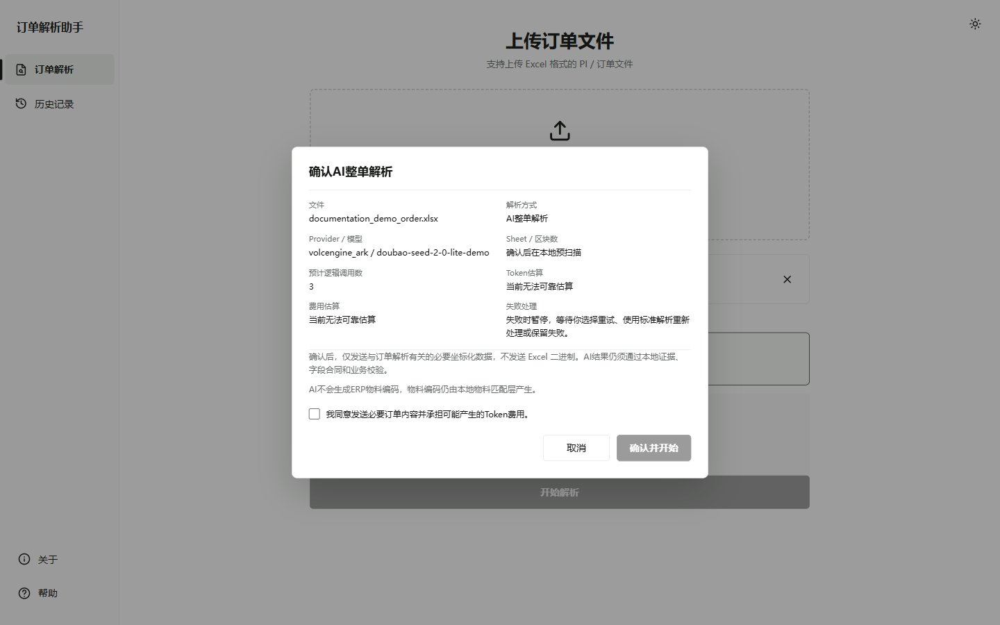 订单解析助手
订单解析
历史记录
关于
帮助
上传订单文件
支持上传 Excel 格式的 PI / 订单文件
确认AI整单解析
文件
documentation_demo_order.xlsx
解析方式
AI整单解析
Provider / 模型
volcengine_ark / doubao-seed-2-0-lite-demo
Sheet / 区块数
确认后在本地预扫描
预计逻辑调用数
3
Token估算
当前无法可靠估算
费用估算
当前无法可靠估算
失败处理
失败时暂停，等待你选择重试、使用标准解析重新
处理或保留失败。
确认后，仅发送与订单解析有关的必要坐标化数据，不发送 Excel 二进制。AI结果仍须通过本地证据、
字段合同和业务校验。
AI不会生成ERP物料编码，物料编码仍由本地物料匹配层产生。
我同意发送必要订单内容并承担可能产生的Token费用。
取消
确认并开始
开始解析